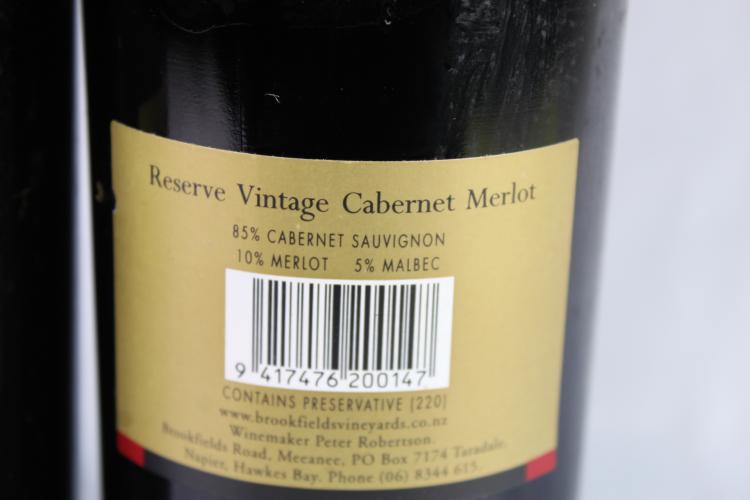 Reserve Vintage Cabernet Merlot
85% CABERNET SAUVIGNON
10% MERLOT 5% MALBEC
9 417476 200147
CONTAINS PRESERVATIVE (220)
www.brookfieldsvineyards.co.nz
Winemaker Peter Robertson.
Brookfields Road, Meeanee, PO Box 7174 Taradale,
Napier, Hawkes Bay. Phone (06) 8344 615.